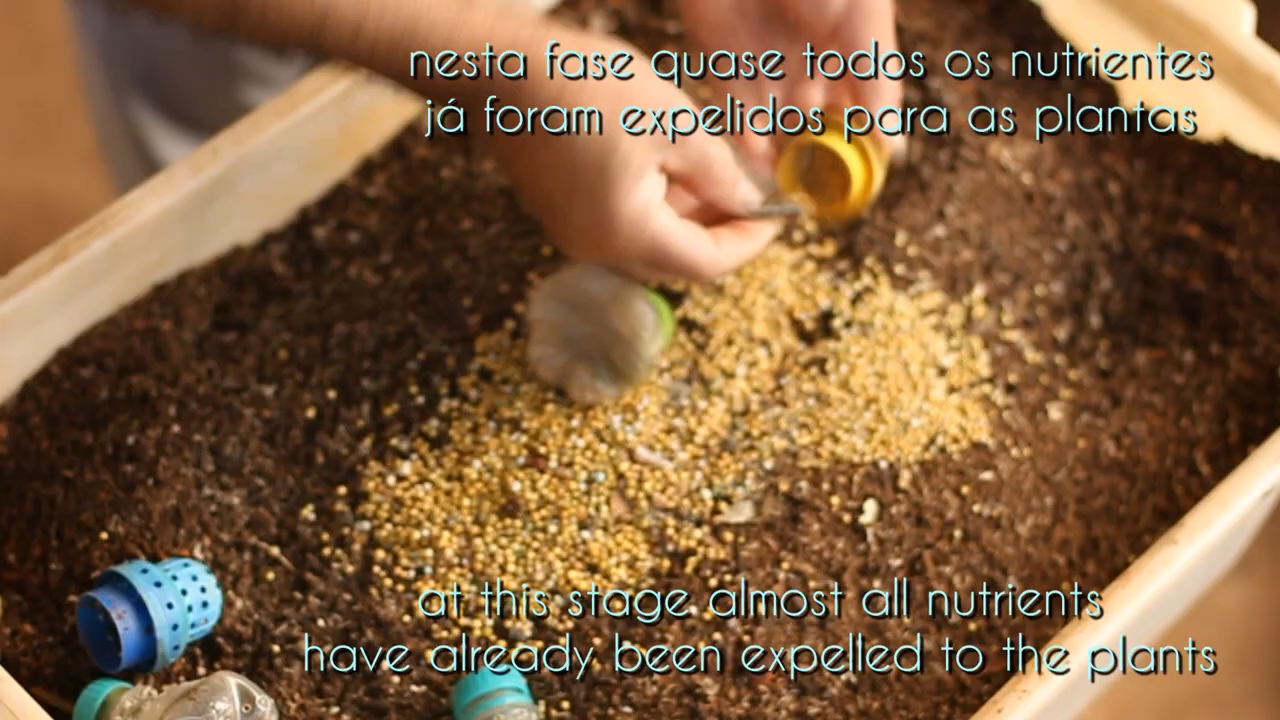 nesta fase quase todos os nutrientes
já foram expelidos para as plantas
at this stage almost all nutrients
have already been expelled to the plants